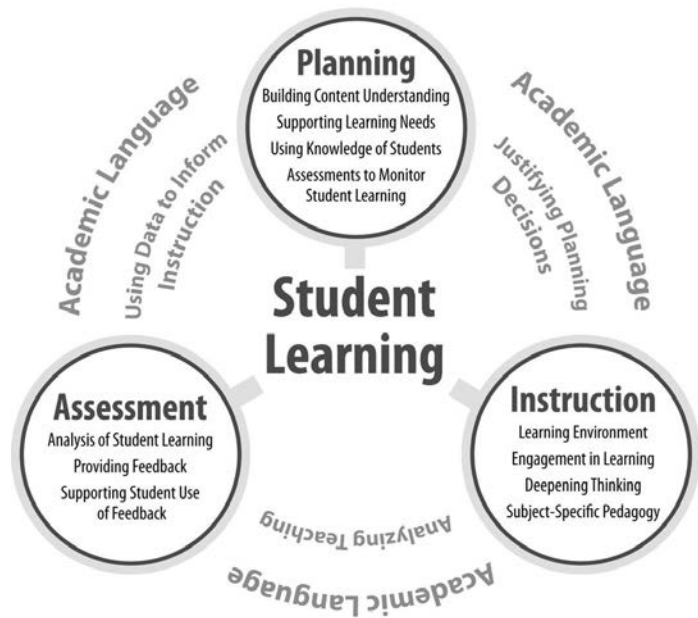 Planning
Building Content Understanding
Supporting Learning Needs
Using Knowledge of Students
Assessments to Monitor
Student Learning
Academic Language
Using Data to Inform
Instruction
Academic Language
Justifying Planning
Decisions
Student
Learning
Assessment
Analysis of Student Learning
Providing Feedback
Supporting Student Use
of Feedback
Instruction
Learning Environment
Engagement in Learning
Deepening Thinking
Subject-Specific Pedagogy
Analyzing Teaching
Academic Language